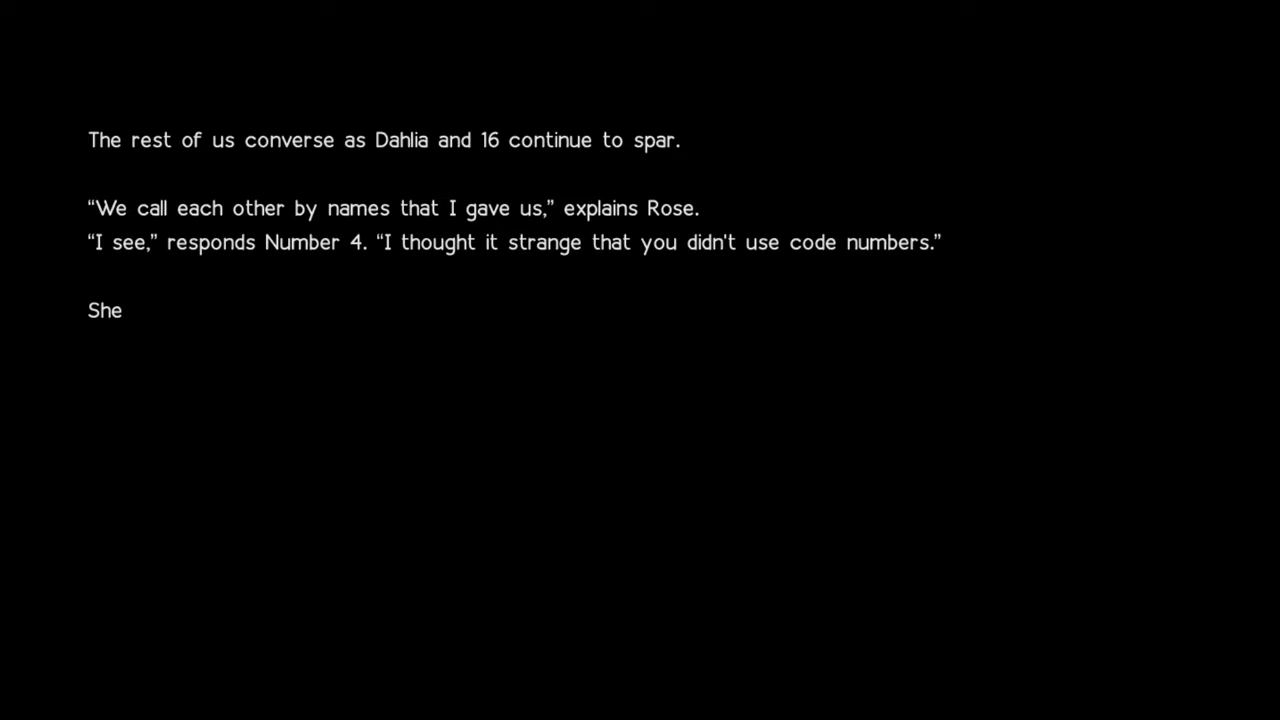 The rest of us converse as Dahlia and 16 continue to spar.
“We call each other by names that I gave us,” explains Rose.
“I see,” responds Number 4. “I thought it strange that you didn't use code numbers.”
She